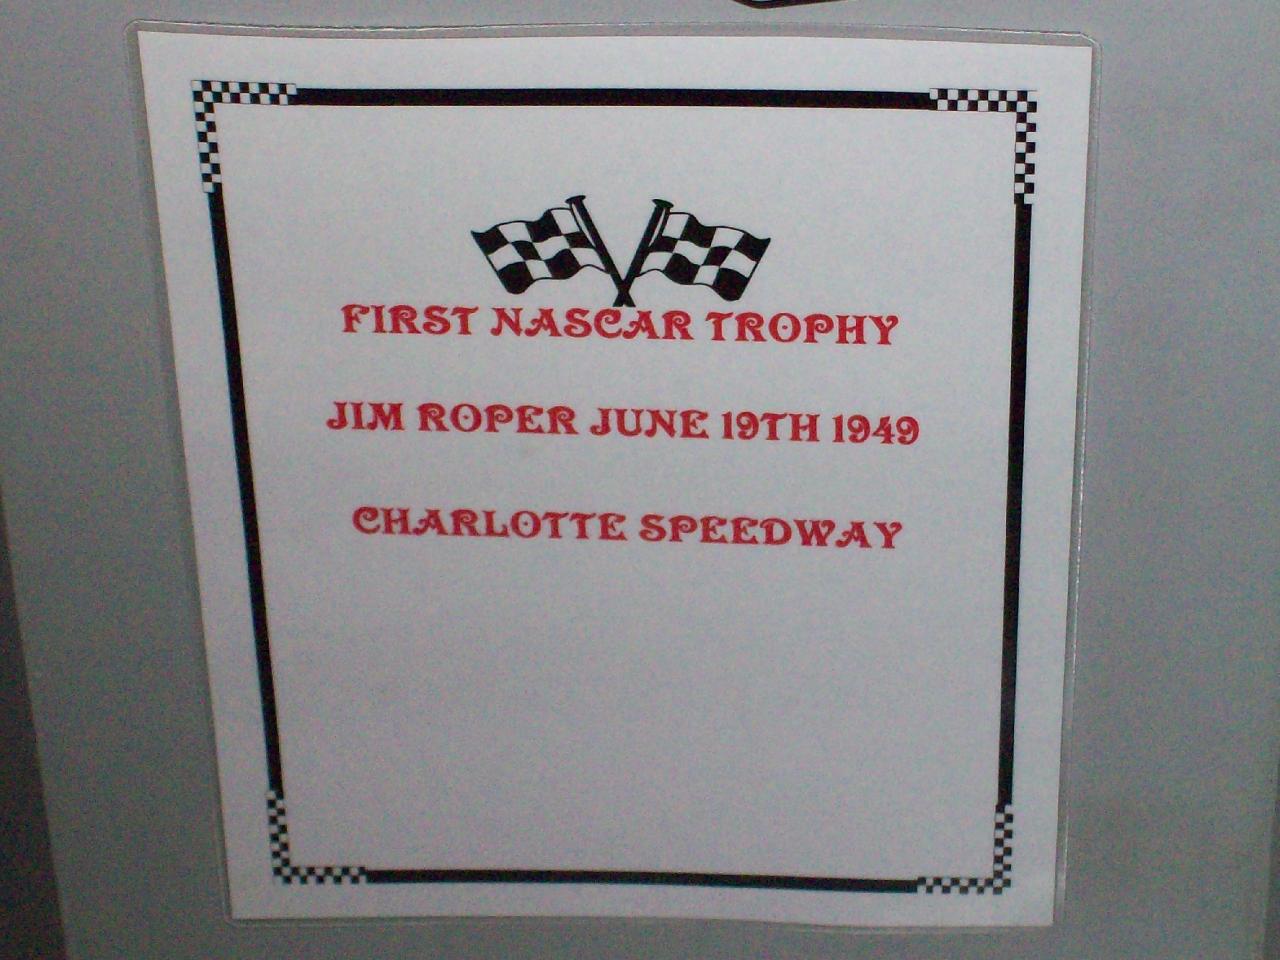 FIRST NASCAR TROPHY
JIM ROPER JUNE 19TH 1949
CHARLOTTE SPEEDWAY